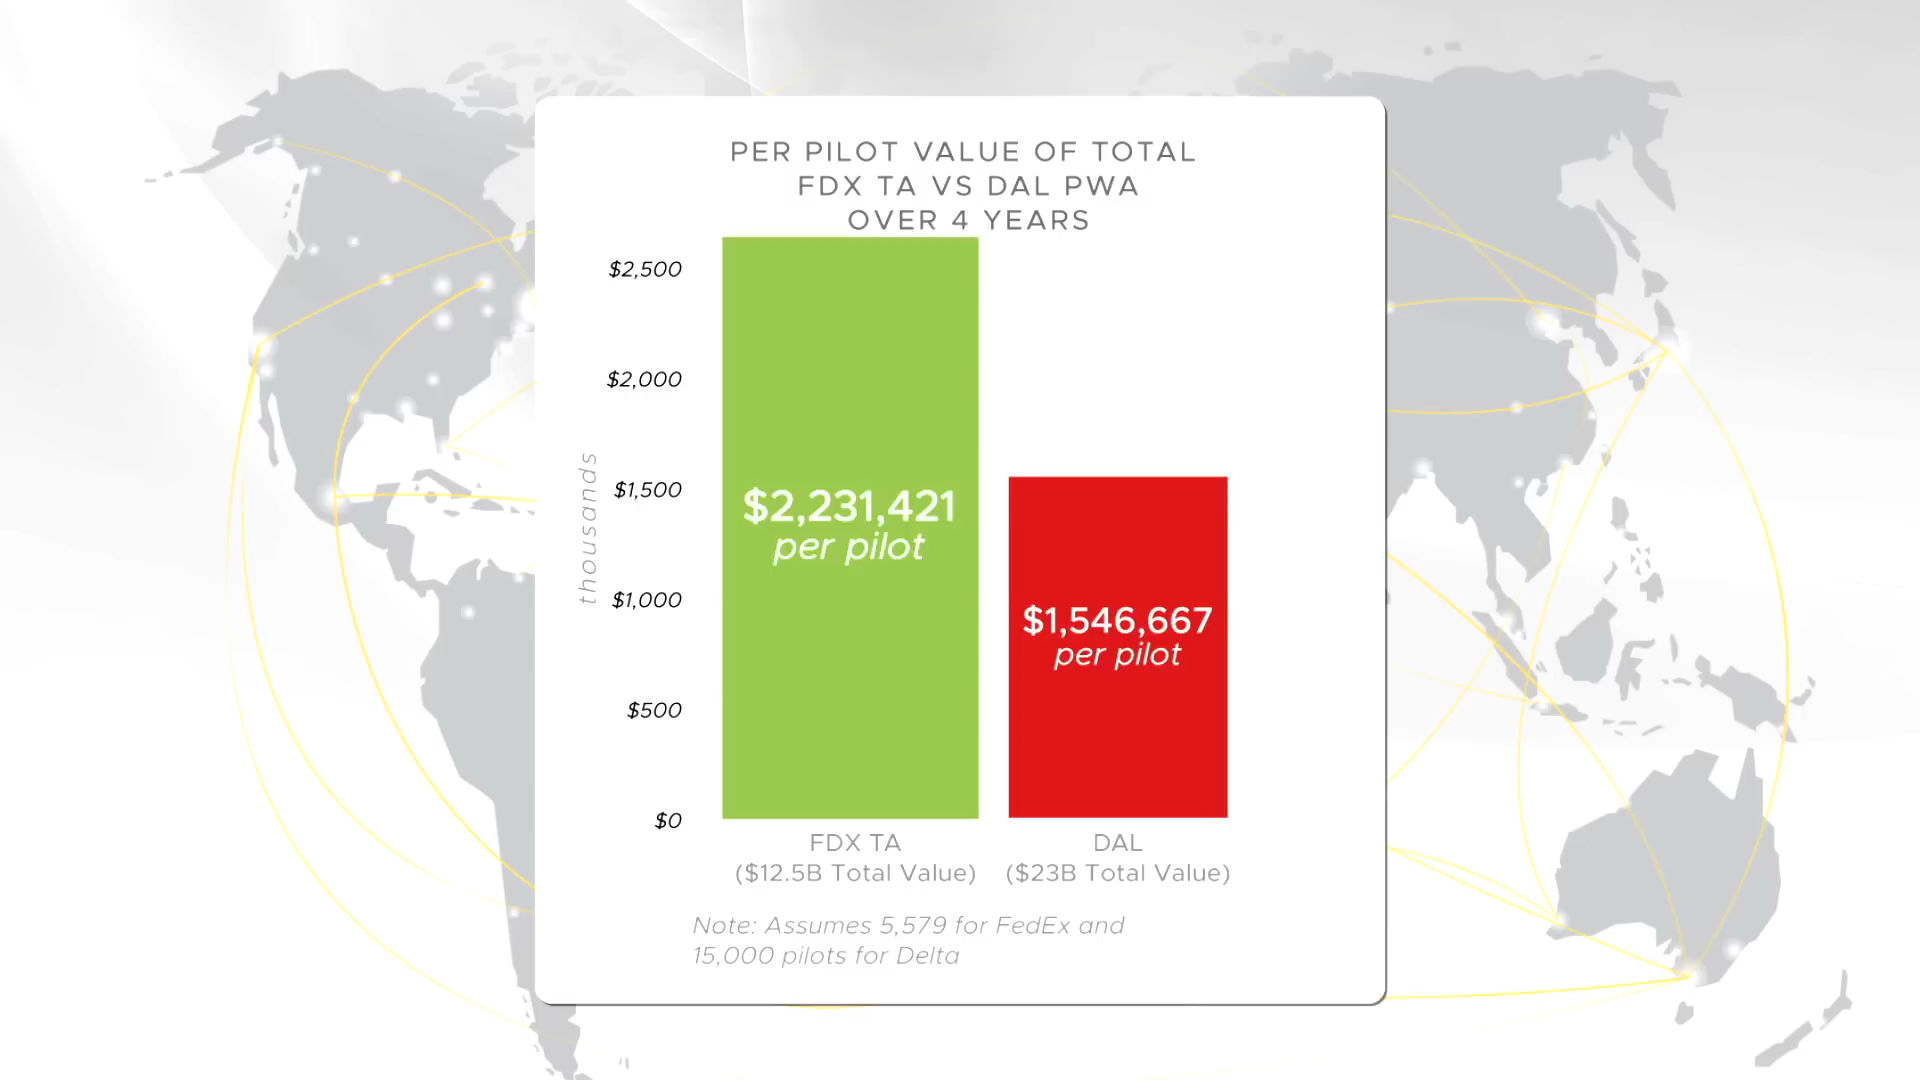 PER PILOT VALUE OF TOTAL
FDX TA VS DAL PWA
OVER 4 YEARS
$2,500
$2,000
$1,500
$1,000
$500
$0
thousands
$2,231,421
per pilot
$1,546,667
per pilot
FDX TA
($12.5B Total Value)
DAL
($23B Total Value)
Note: Assumes 5,579 for FedEx and
15,000 pilots for Delta